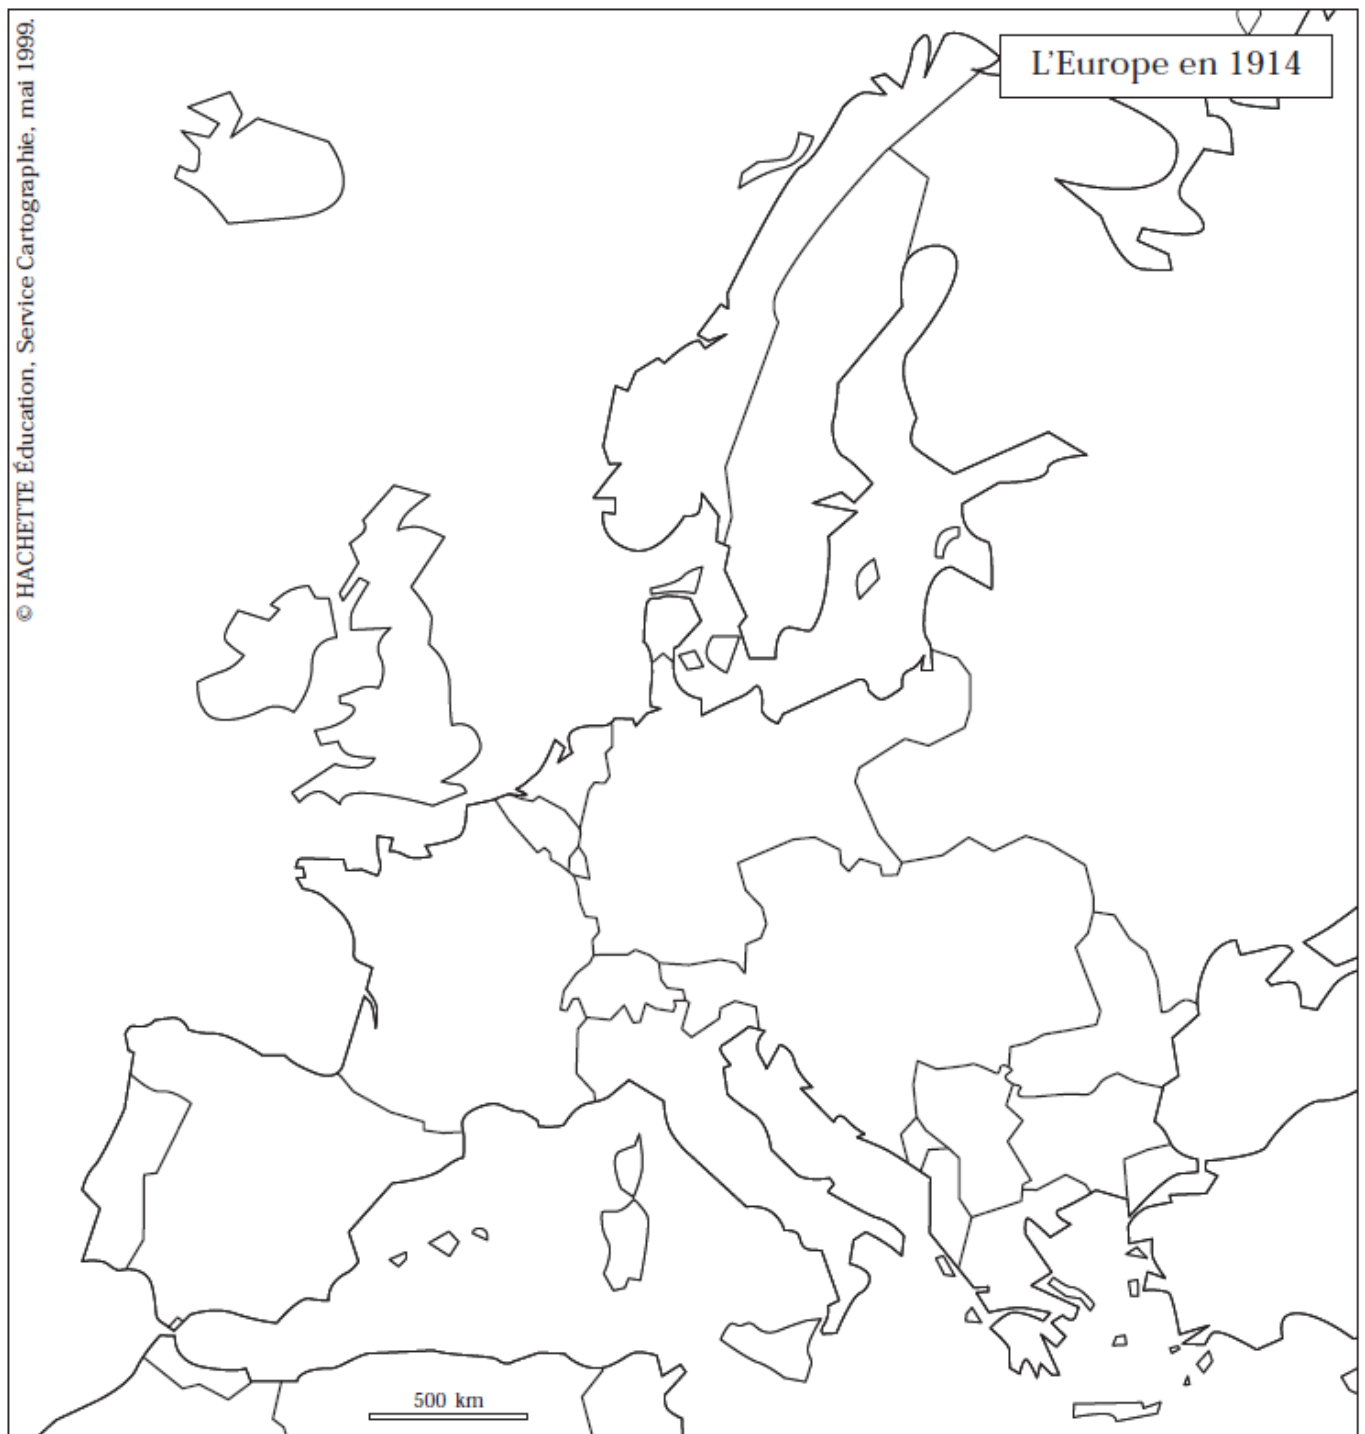 © HACHETTE Éducation, Service Cartographie, mai 1999.
L'Europe en 1914
500 km